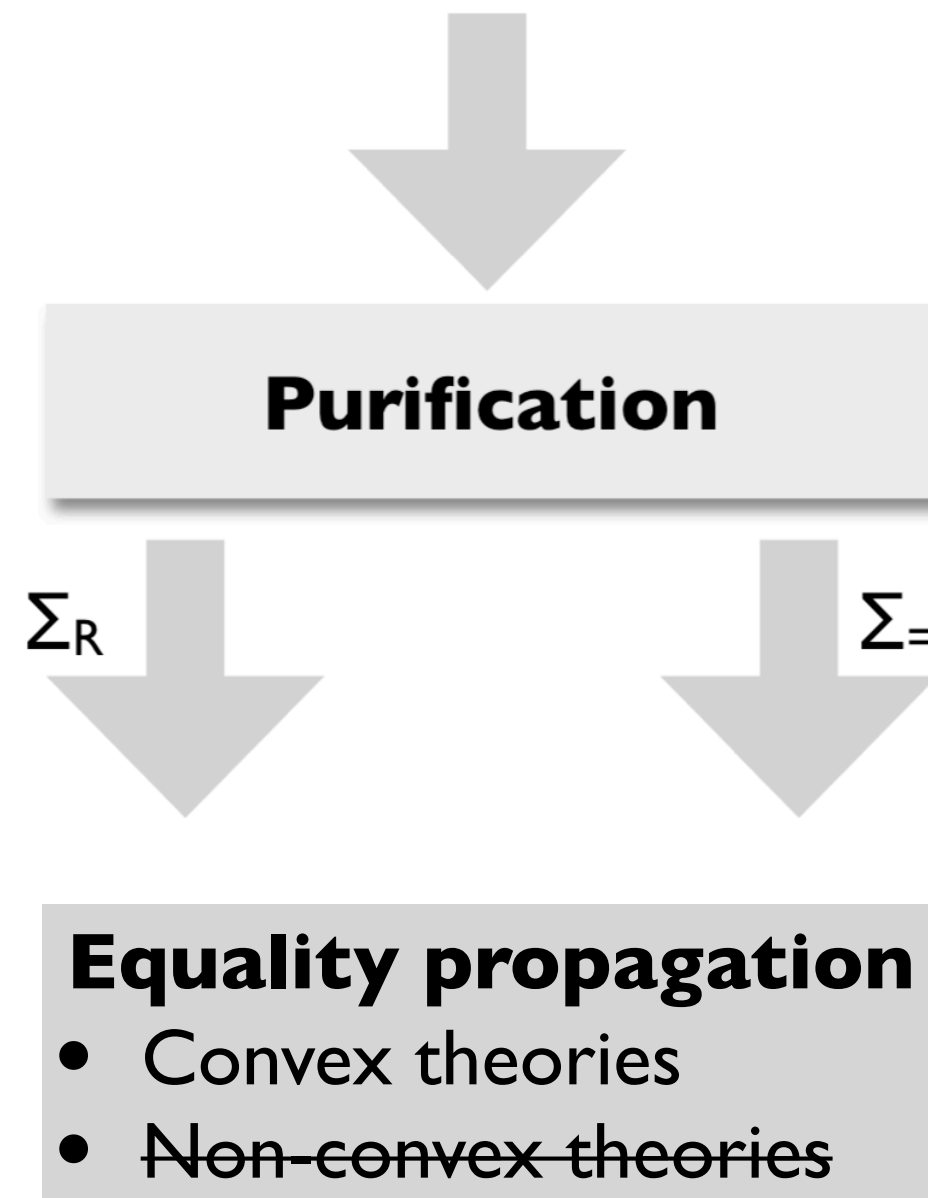 Purification
ΣR Σ=
Equality propagation
• Convex theories
• Non-convex theories